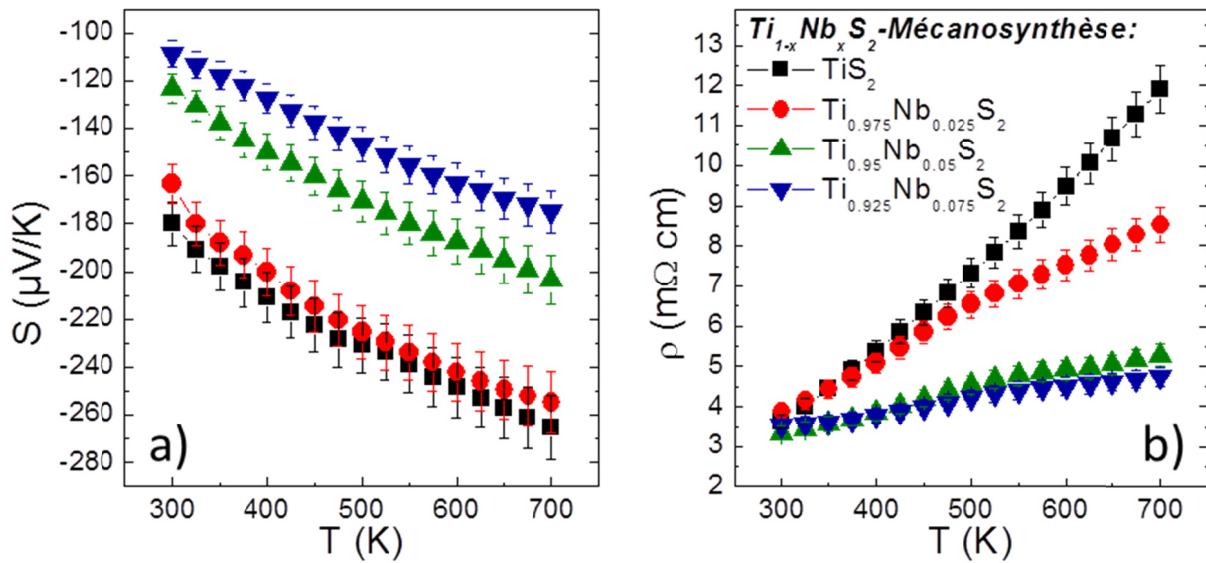 -100
-120
-140
-160
-180
-200
-220
-240
-260
-280
S (µV/K)
a)
300 400 500 600 700
T (K)
13
12
11
10
9
8
7
6
5
4
3
2
ρ (mΩ cm)
Ti1-xNbxS2-Mécanosynthèse:
TiS2
Ti0.975Nb0.025S2
Ti0.95Nb0.05S2
Ti0.925Nb0.075S2
b)
300 400 500 600 700
T (K)